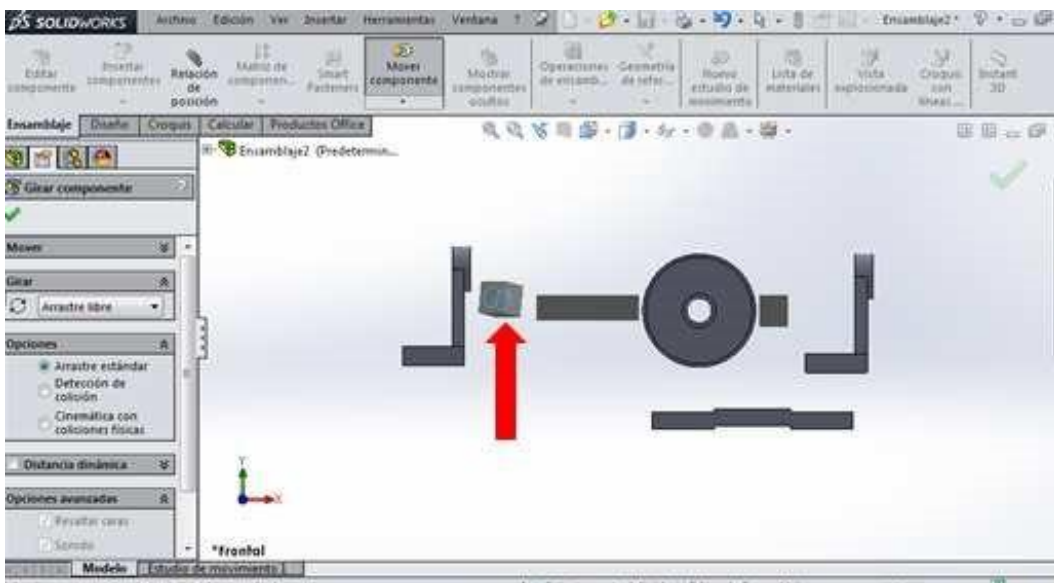 SOLIDWORKS Archivo Edición Ver Insertar Herramientas Ventana ? Ensamblaje2 *
Editar componente
Insertar componentes
Relación de posición
Matriz de componen...
Smart Fasteners
Mover componente
Mostrar componentes ocultos
Operaciones de ensamb...
Geometría de refer...
Nuevo estudio de movimiento
Lista de materiales
Vista explosionada
Croquis con líneas ...
Instant 3D
Ensamblaje Diseño Croquis Calcular Productos Office
Ensamblaje2 (Predetermin...
Girar componente ?
Mover
Girar
Arrastre libre
Opciones
Arrastre estándar
Detección de
colisión
Cinemática con
colisiones físicas
Distancia dinámica
Opciones avanzadas
Resaltar caras
Sonido
Y
X
*Frontal
Modelo Estudio de movimiento 1